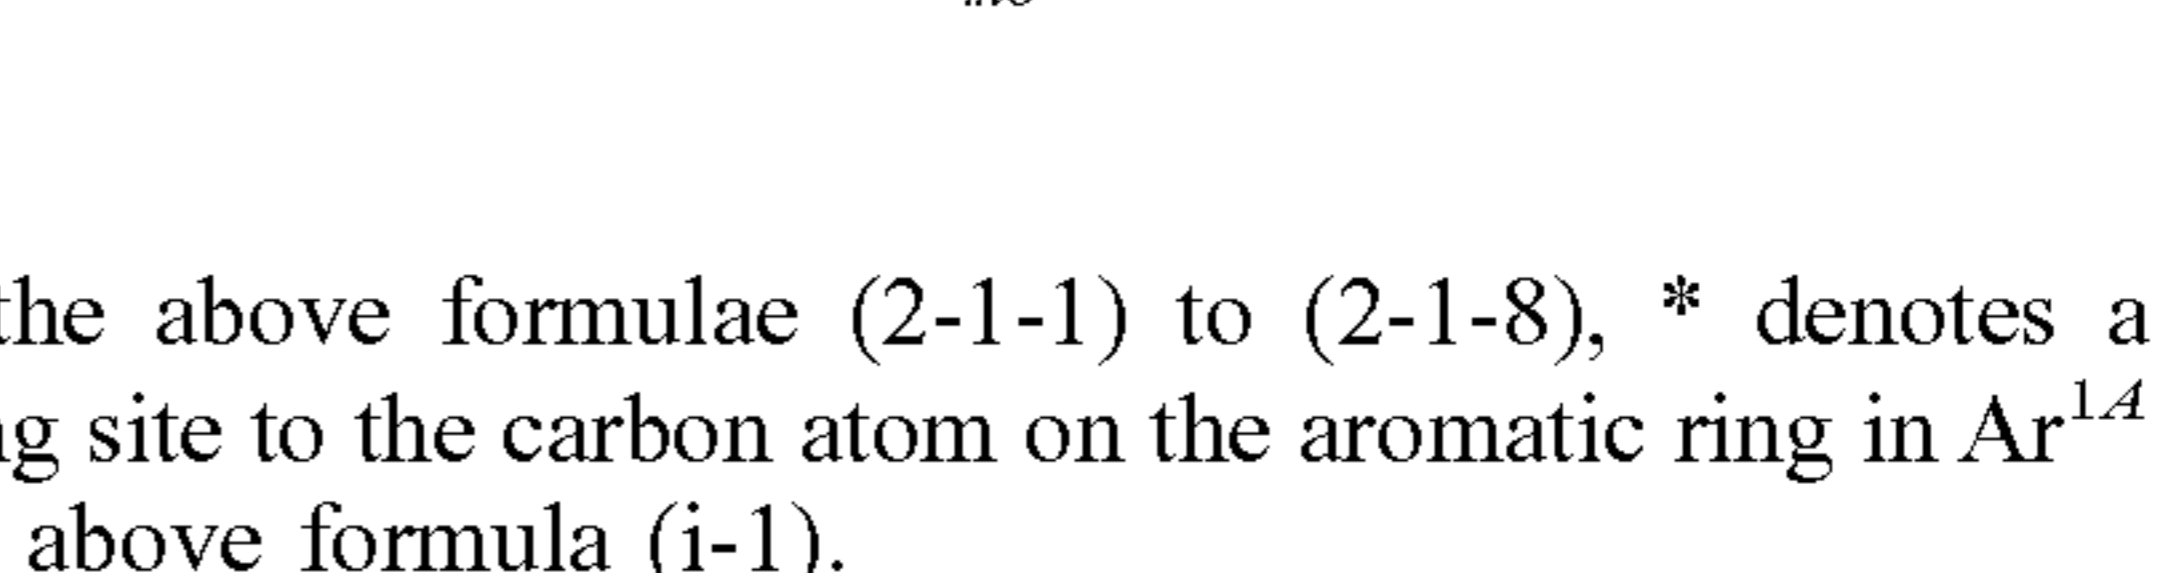 the above formulae (2-1-1) to (2-1-8), * denotes a
site to the carbon atom on the aromatic ring in Ar¹ᴬ
above formula (i-1).